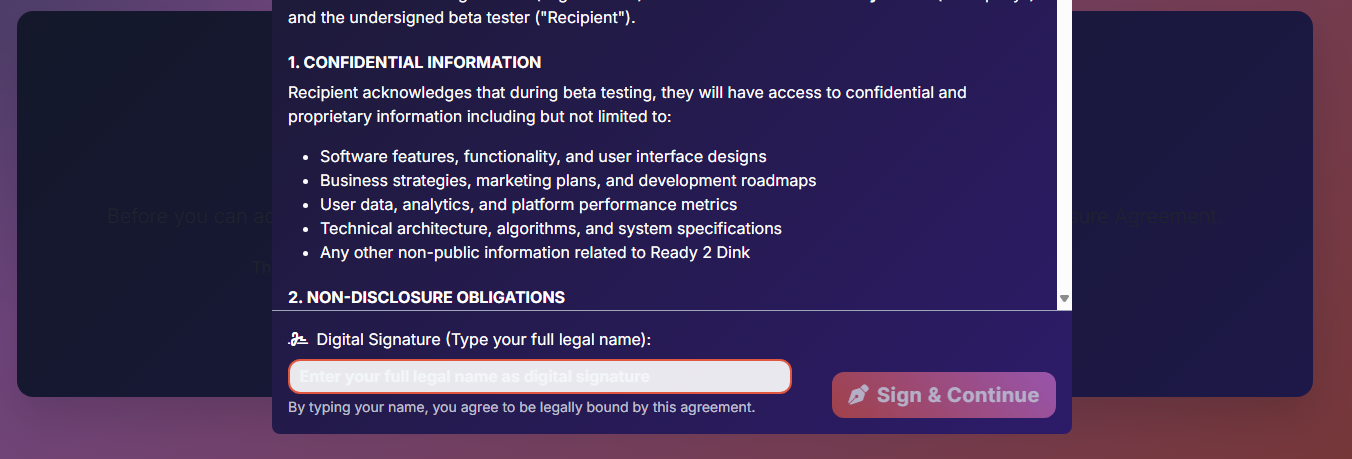 and the undersigned beta tester ("Recipient").
1. CONFIDENTIAL INFORMATION
Recipient acknowledges that during beta testing, they will have access to confidential and
proprietary information including but not limited to:
• Software features, functionality, and user interface designs
• Business strategies, marketing plans, and development roadmaps
• User data, analytics, and platform performance metrics
• Technical architecture, algorithms, and system specifications
• Any other non-public information related to Ready 2 Dink
Before you can
sure Agreement
Th
2. NON-DISCLOSURE OBLIGATIONS
Digital Signature (Type your full legal name):
Enter your full legal name as digital signature
Sign & Continue
By typing your name, you agree to be legally bound by this agreement.